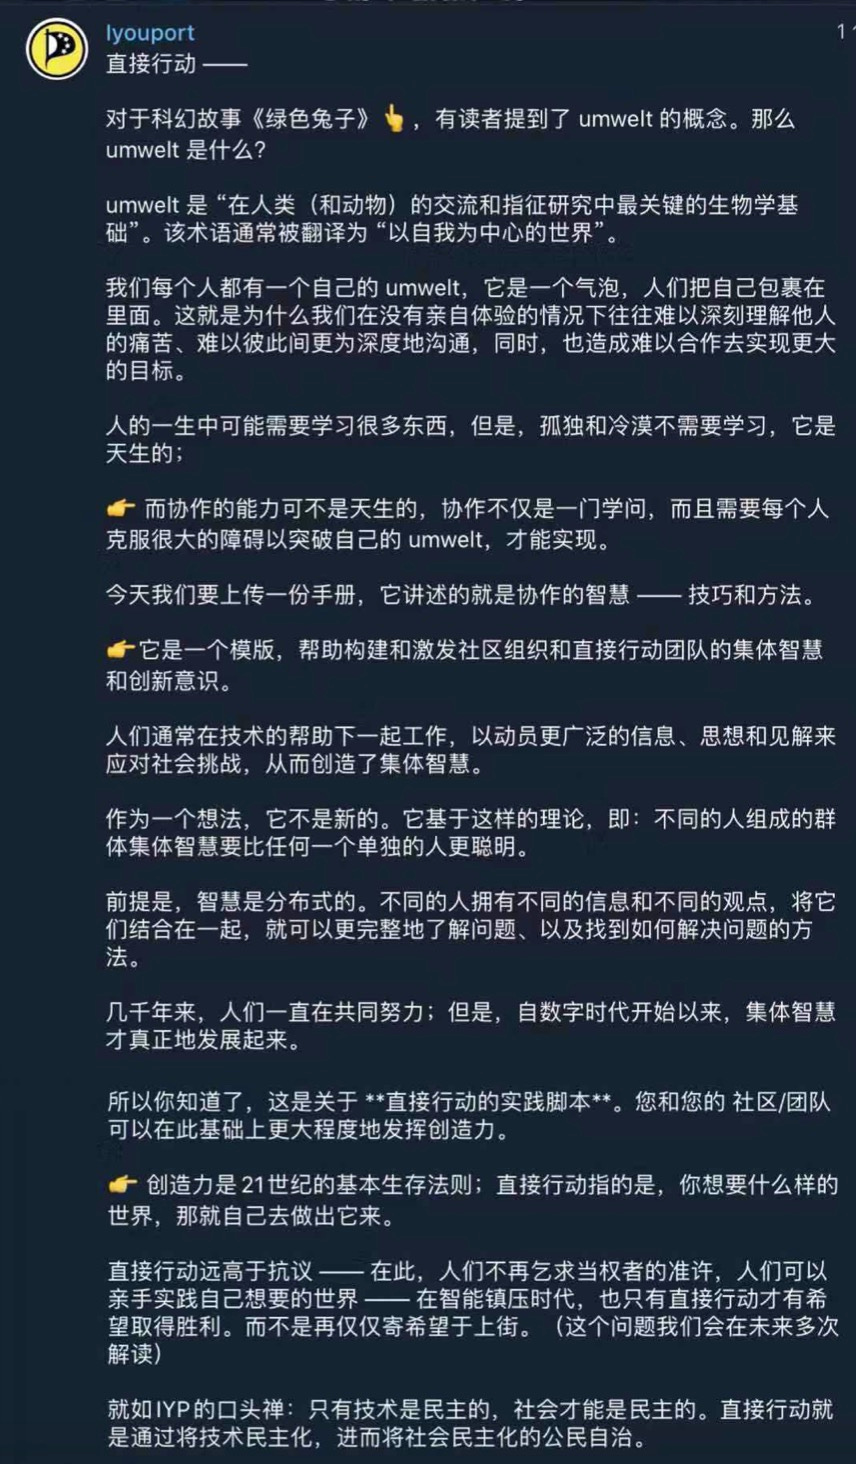 lyouport
直接行动 ——
对于科幻故事《绿色兔子》👆，有读者提到了 umwelt 的概念。那么
umwelt 是什么？
umwelt 是 “在人类（和动物）的交流和指征研究中最关键的生物学基
础”。该术语通常被翻译为 “以自我为中心的世界”。
我们每个人都有一个自己的 umwelt，它是一个气泡，人们把自己包裹在
里面。这就是为什么我们在没有亲自体验的情况下往往难以深刻理解他人
的痛苦、难以彼此间更为深度地沟通，同时，也造成难以合作去实现更大
的目标。
人的一生中可能需要学习很多东西，但是，孤独和冷漠不需要学习，它是
天生的；
👉 而协作的能力可不是天生的，协作不仅是一门学问，而且需要每个人
克服很大的障碍以突破自己的 umwelt，才能实现。
今天我们要上传一份手册，它讲述的就是协作的智慧 —— 技巧和方法。
👉它是一个模版，帮助构建和激发社区组织和直接行动团队的集体智慧
和创新意识。
人们通常在技术的帮助下一起工作，以动员更广泛的信息、思想和见解来
应对社会挑战，从而创造了集体智慧。
作为一个想法，它不是新的。它基于这样的理论，即：不同的人组成的群
体集体智慧要比任何一个单独的人更聪明。
前提是，智慧是分布式的。不同的人拥有不同的信息和不同的观点，将它
们结合在一起，就可以更完整地了解问题、以及找到如何解决问题的方
法。
几千年来，人们一直在共同努力；但是，自数字时代开始以来，集体智慧
才真正地发展起来。
所以你知道了，这是关于 **直接行动的实践脚本**。您和您的 社区/团队
可以在此基础上更大程度地发挥创造力。
👉 创造力是21世纪的基本生存法则；直接行动指的是，你想要什么样的
世界，那就自己去做出它来。
直接行动远高于抗议 —— 在此，人们不再乞求当权者的准许，人们可以
亲手实践自己想要的世界 —— 在智能镇压时代，也只有直接行动才有希
望取得胜利。而不是再仅仅寄希望于上街。（这个问题我们会在未来多次
解读）
就如IYP的口头禅：只有技术是民主的，社会才能是民主的。直接行动就
是通过将技术民主化，进而将社会民主化的公民自治。